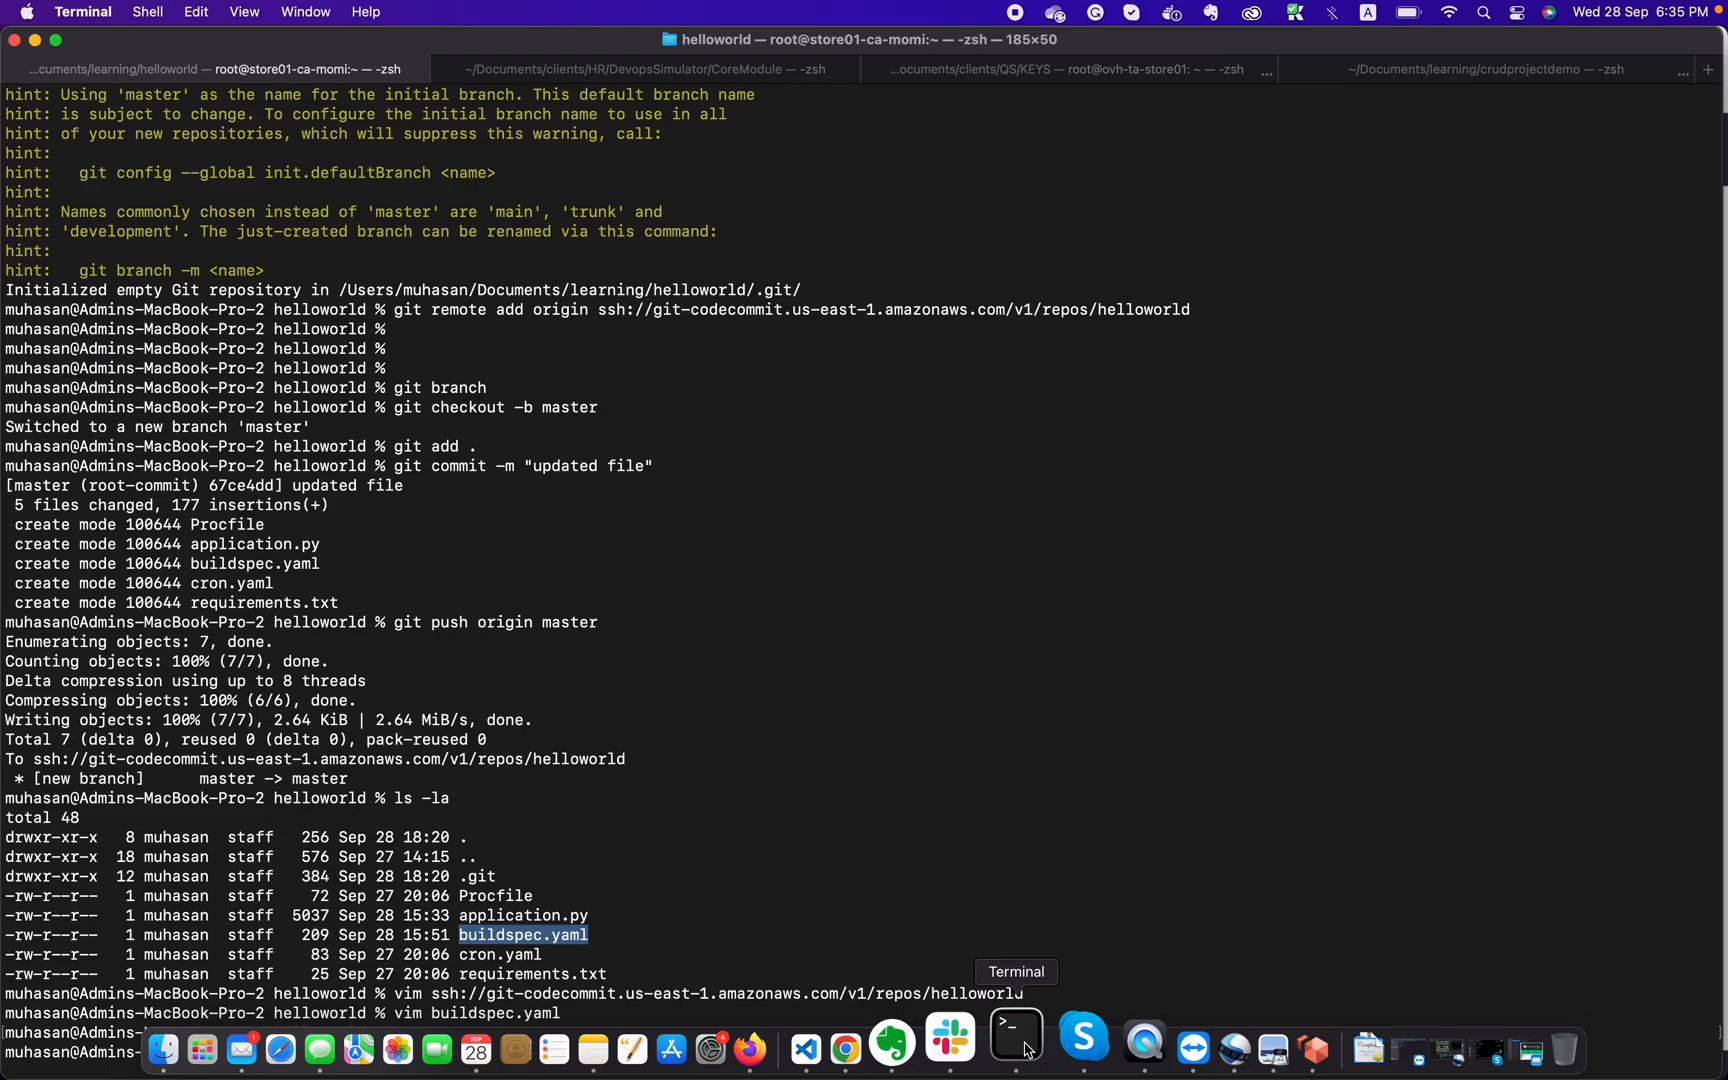 Terminal Shell Edit View Window Help Wed 28 Sep 6:35 PM
helloworld — root@store01-ca-momi:~ — -zsh — 185×50
...cuments/learning/helloworld — root@store01-ca-momi:~ — -zsh ~/Documents/clients/HR/DevopsSimulator/CoreModule — -zsh ...ocuments/clients/QS/KEYS — root@ovh-ta-store01: ~ — -zsh ... ~/Documents/learning/crudprojectdemo — -zsh ... +
hint: Using 'master' as the name for the initial branch. This default branch name
hint: is subject to change. To configure the initial branch name to use in all
hint: of your new repositories, which will suppress this warning, call:
hint:
hint:   git config --global init.defaultBranch <name>
hint:
hint: Names commonly chosen instead of 'master' are 'main', 'trunk' and
hint: 'development'. The just-created branch can be renamed via this command:
hint:
hint:   git branch -m <name>
Initialized empty Git repository in /Users/muhasan/Documents/learning/helloworld/.git/
muhasan@Admins-MacBook-Pro-2 helloworld % git remote add origin ssh://git-codecommit.us-east-1.amazonaws.com/v1/repos/helloworld
muhasan@Admins-MacBook-Pro-2 helloworld %
muhasan@Admins-MacBook-Pro-2 helloworld %
muhasan@Admins-MacBook-Pro-2 helloworld %
muhasan@Admins-MacBook-Pro-2 helloworld % git branch
muhasan@Admins-MacBook-Pro-2 helloworld % git checkout -b master
Switched to a new branch 'master'
muhasan@Admins-MacBook-Pro-2 helloworld % git add .
muhasan@Admins-MacBook-Pro-2 helloworld % git commit -m "updated file"
[master (root-commit) 67ce4dd] updated file
 5 files changed, 177 insertions(+)
 create mode 100644 Procfile
 create mode 100644 application.py
 create mode 100644 buildspec.yaml
 create mode 100644 cron.yaml
 create mode 100644 requirements.txt
muhasan@Admins-MacBook-Pro-2 helloworld % git push origin master
Enumerating objects: 7, done.
Counting objects: 100% (7/7), done.
Delta compression using up to 8 threads
Compressing objects: 100% (6/6), done.
Writing objects: 100% (7/7), 2.64 KiB | 2.64 MiB/s, done.
Total 7 (delta 0), reused 0 (delta 0), pack-reused 0
To ssh://git-codecommit.us-east-1.amazonaws.com/v1/repos/helloworld
 * [new branch]      master -> master
muhasan@Admins-MacBook-Pro-2 helloworld % ls -la
total 48
drwxr-xr-x   8 muhasan  staff   256 Sep 28 18:20 .
drwxr-xr-x  18 muhasan  staff   576 Sep 27 14:15 ..
drwxr-xr-x  12 muhasan  staff   384 Sep 28 18:20 .git
-rw-r--r--   1 muhasan  staff    72 Sep 27 20:06 Procfile
-rw-r--r--   1 muhasan  staff  5037 Sep 28 15:33 application.py
-rw-r--r--   1 muhasan  staff   209 Sep 28 15:51 buildspec.yaml
-rw-r--r--   1 muhasan  staff    83 Sep 27 20:06 cron.yaml
-rw-r--r--   1 muhasan  staff    25 Sep 27 20:06 requirements.txt
Terminal
muhasan@Admins-MacBook-Pro-2 helloworld % vim ssh://git-codecommit.us-east-1.amazonaws.com/v1/repos/helloworld
muhasan@Admins-MacBook-Pro-2 helloworld % vim buildspec.yaml
muhasan@Admins-
muhasan@Admins-